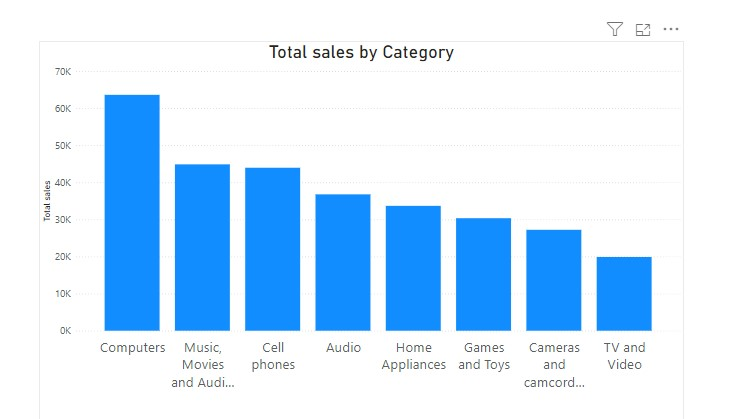 Total sales by Category
70K
60K
50K
40K
30K
20K
10K
0K
Total sales
Computers
Music,
Movies
and Audi...
Cell
phones
Audio
Home
Appliances
Games
and Toys
Cameras
and
camcord...
TV and
Video